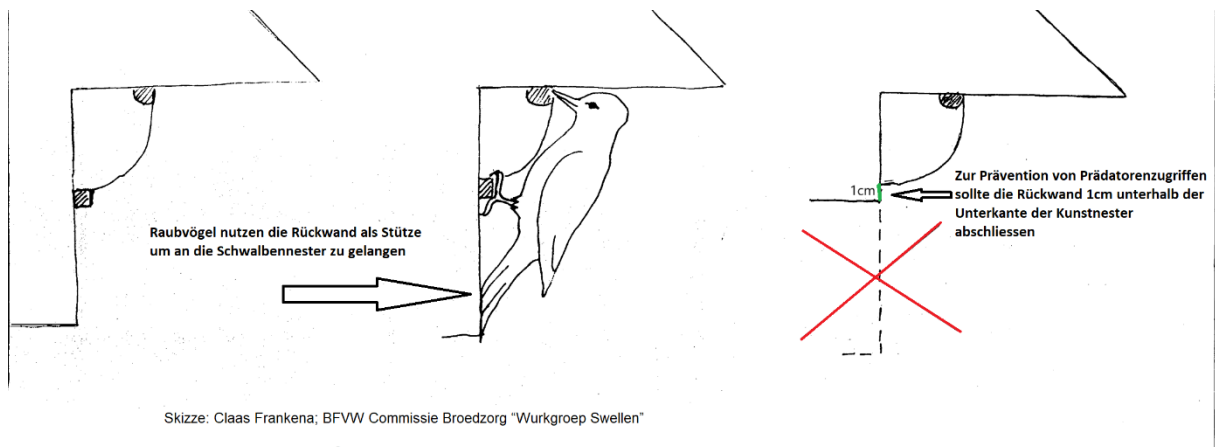 Raubvögel nutzen die Rückwand als Stütze
um an die Schwalbennester zu gelangen
1cm
Zur Prävention von Prädatorenzugriffen
sollte die Rückwand 1cm unterhalb der
Unterkante der Kunstnester
abschliessen
Skizze: Claas Frankena; BFVW Commissie Broedzorg "Wurkgroep Swellen"